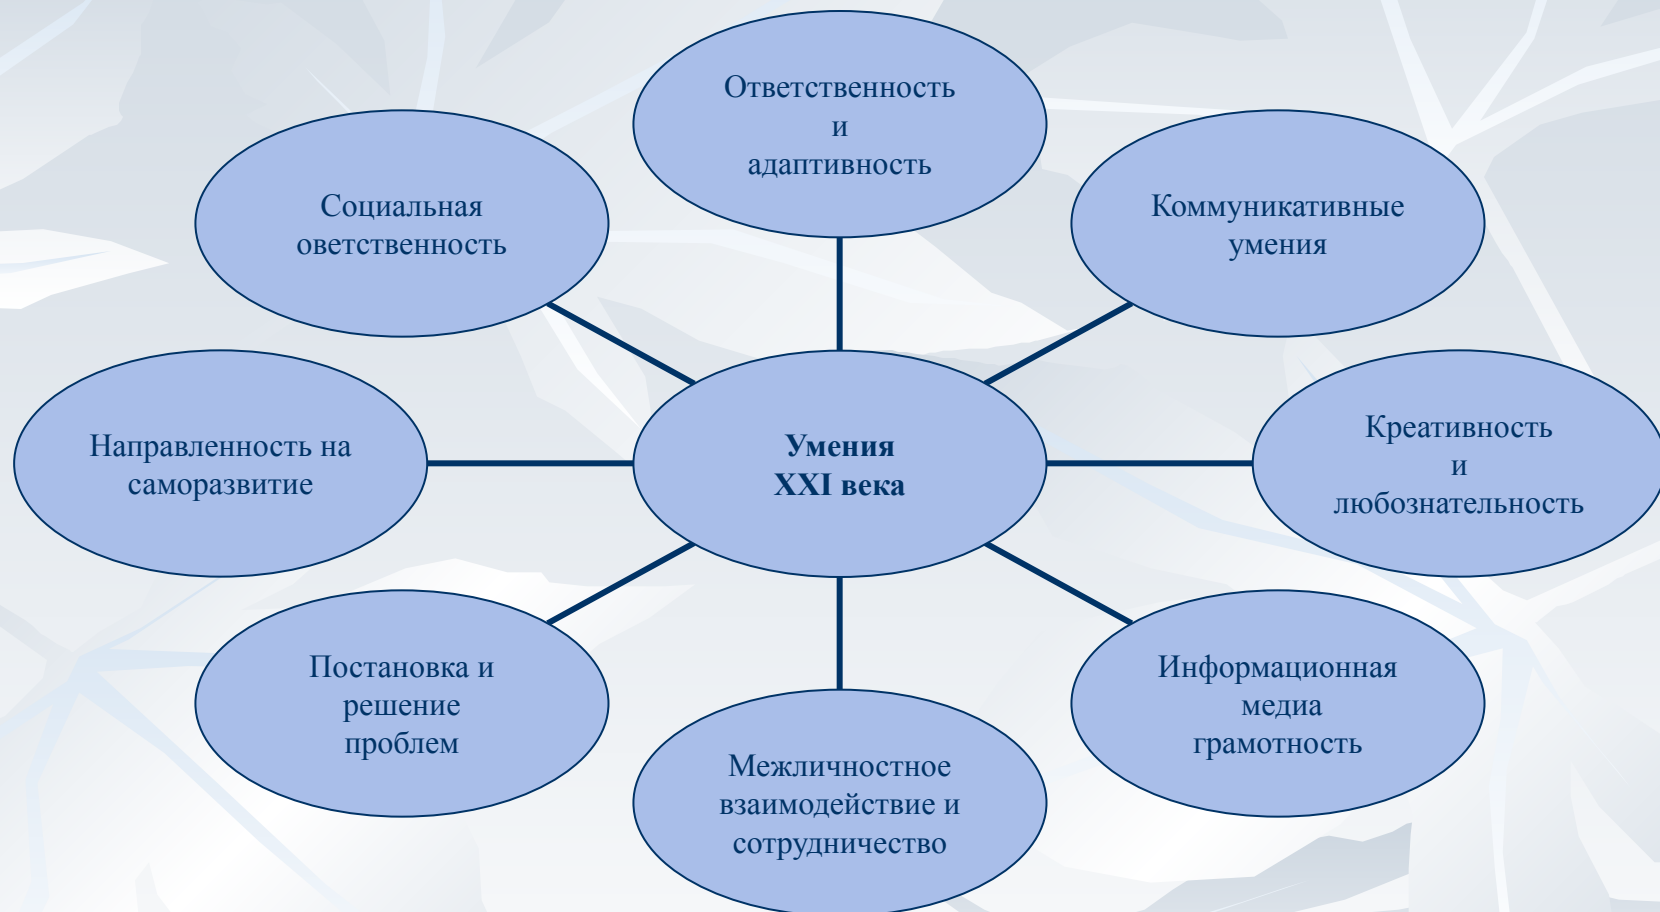 Ответственность
и
адаптивность
Социальная
оветственность
Коммуникативные
умения
Направленность на
саморазвитие
Умения
XXI века
Креативность
и
любознательность
Постановка и
решение
проблем
Информационная
медиа
грамотность
Межличностное
взаимодействие и
сотрудничество